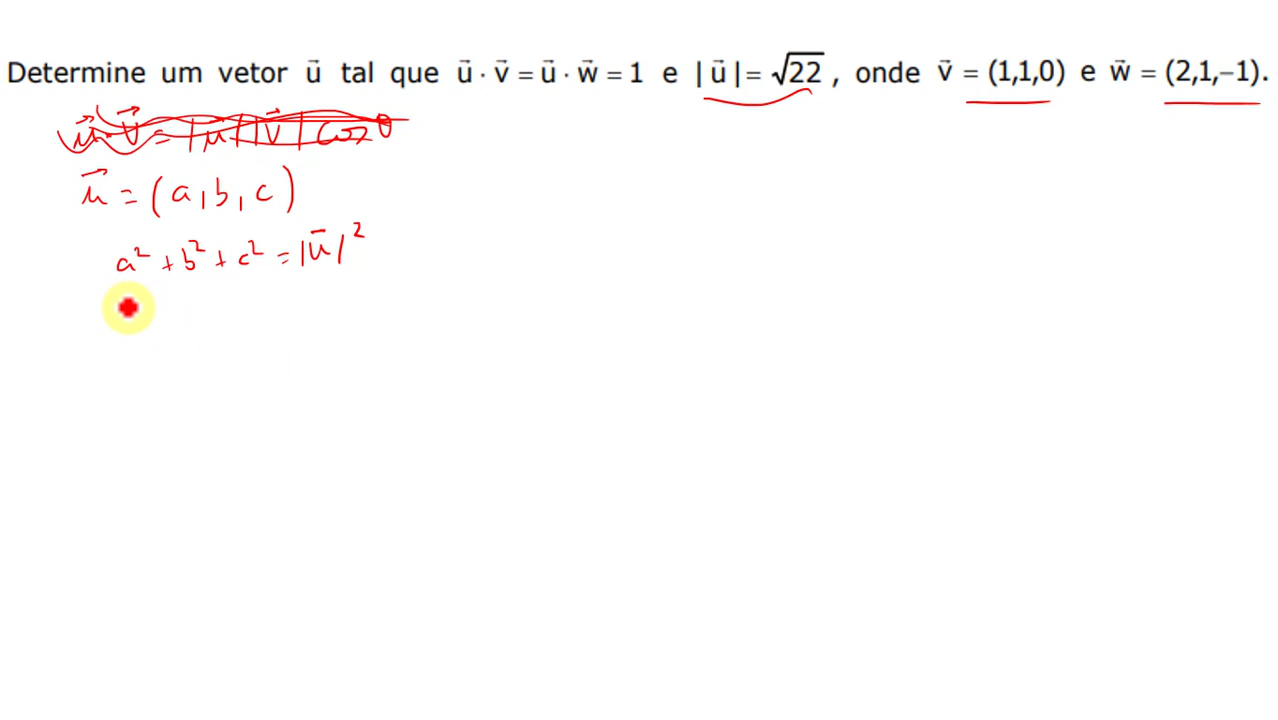 Determine um vetor u⃗ tal que u⃗ · v⃗ = u⃗ · w⃗ = 1 e | u⃗ |= √22 , onde v⃗ = (1,1,0) e w⃗ = (2,1,−1).
u⃗ · v⃗ = |u⃗||v⃗| cos θ
u⃗ = (a, b, c)
a² + b² + c² = |u⃗|²